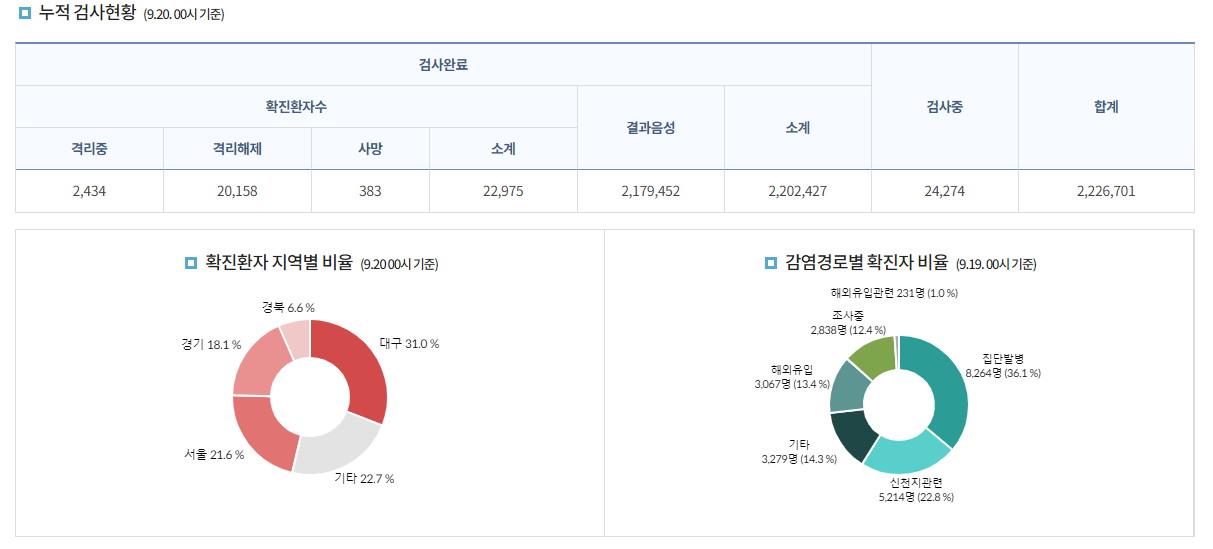 누적 검사현황 (9.20. 00시 기준)
검사완료
확진환자수
검사중
합계
결과음성
소계
격리중
격리해제
사망
소계
2,434
20,158
383
22,975
2,179,452
2,202,427
24,274
2,226,701
확진환자 지역별 비율 (9.20 00시 기준)
경북 6.6 %
대구 31.0 %
경기 18.1 %
서울 21.6 %
기타 22.7 %
감염경로별 확진자 비율 (9.19. 00시 기준)
해외유입관련 231명 (1.0 %)
조사중
2,838명 (12.4 %)
집단발병
8,264명 (36.1 %)
해외유입
3,067명 (13.4 %)
기타
3,279명 (14.3 %)
신천지관련
5,214명 (22.8 %)